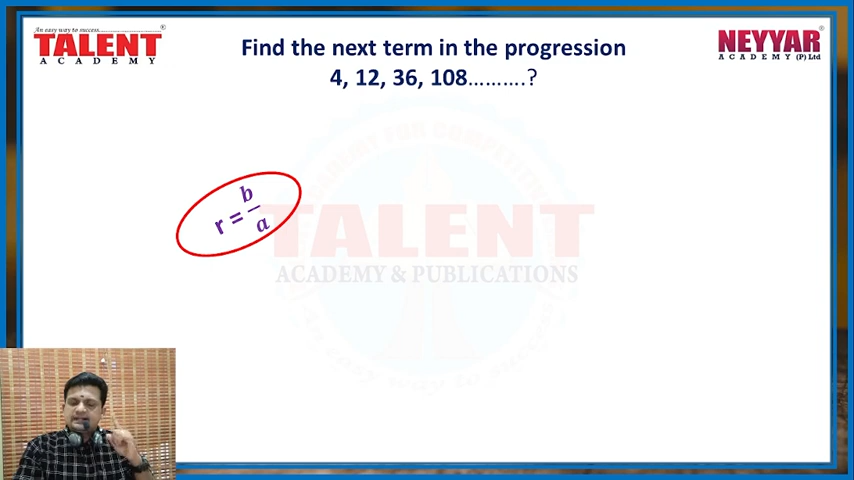 An easy way to success
TALENT
ACADEMY
Find the next term in the progression
4, 12, 36, 108..........?
NEYYAR
ACADEMY (P) Ltd
r = b/a
TALENT
ACADEMY & PUBLICATIONS